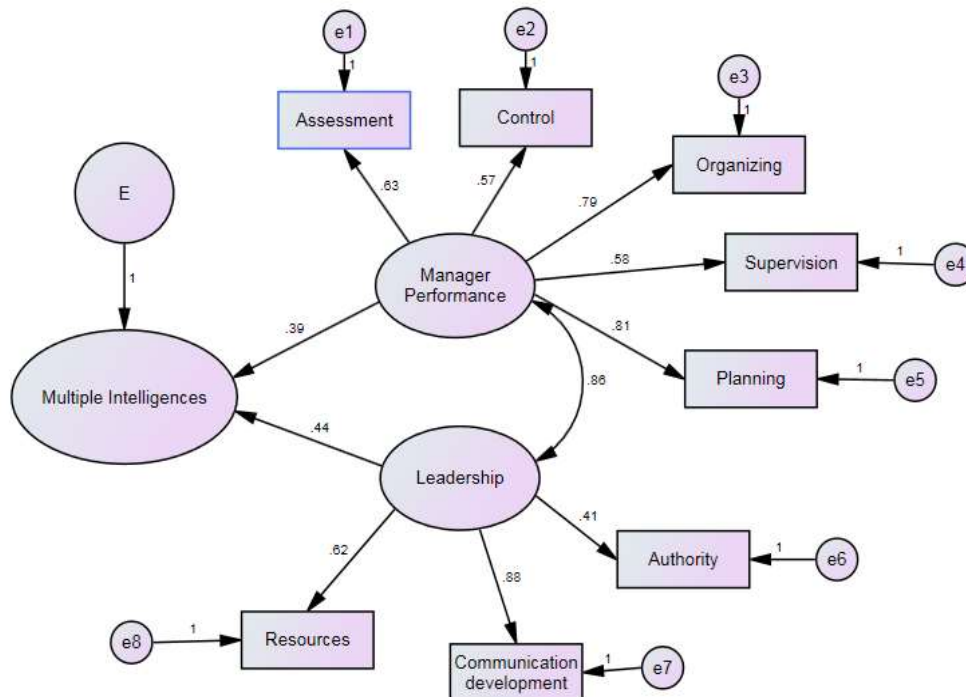 e1
e2
e3
1
1
1
Assessment
Control
Organizing
E
.63
.57
.79
Manager
Performance
.58
Supervision
1
e4
1
.39
.81
Planning
1
e5
.86
Multiple Intelligences
.44
Leadership
.41
.62
.88
Authority
1
e6
e8
1
Resources
Communication
development
1
e7